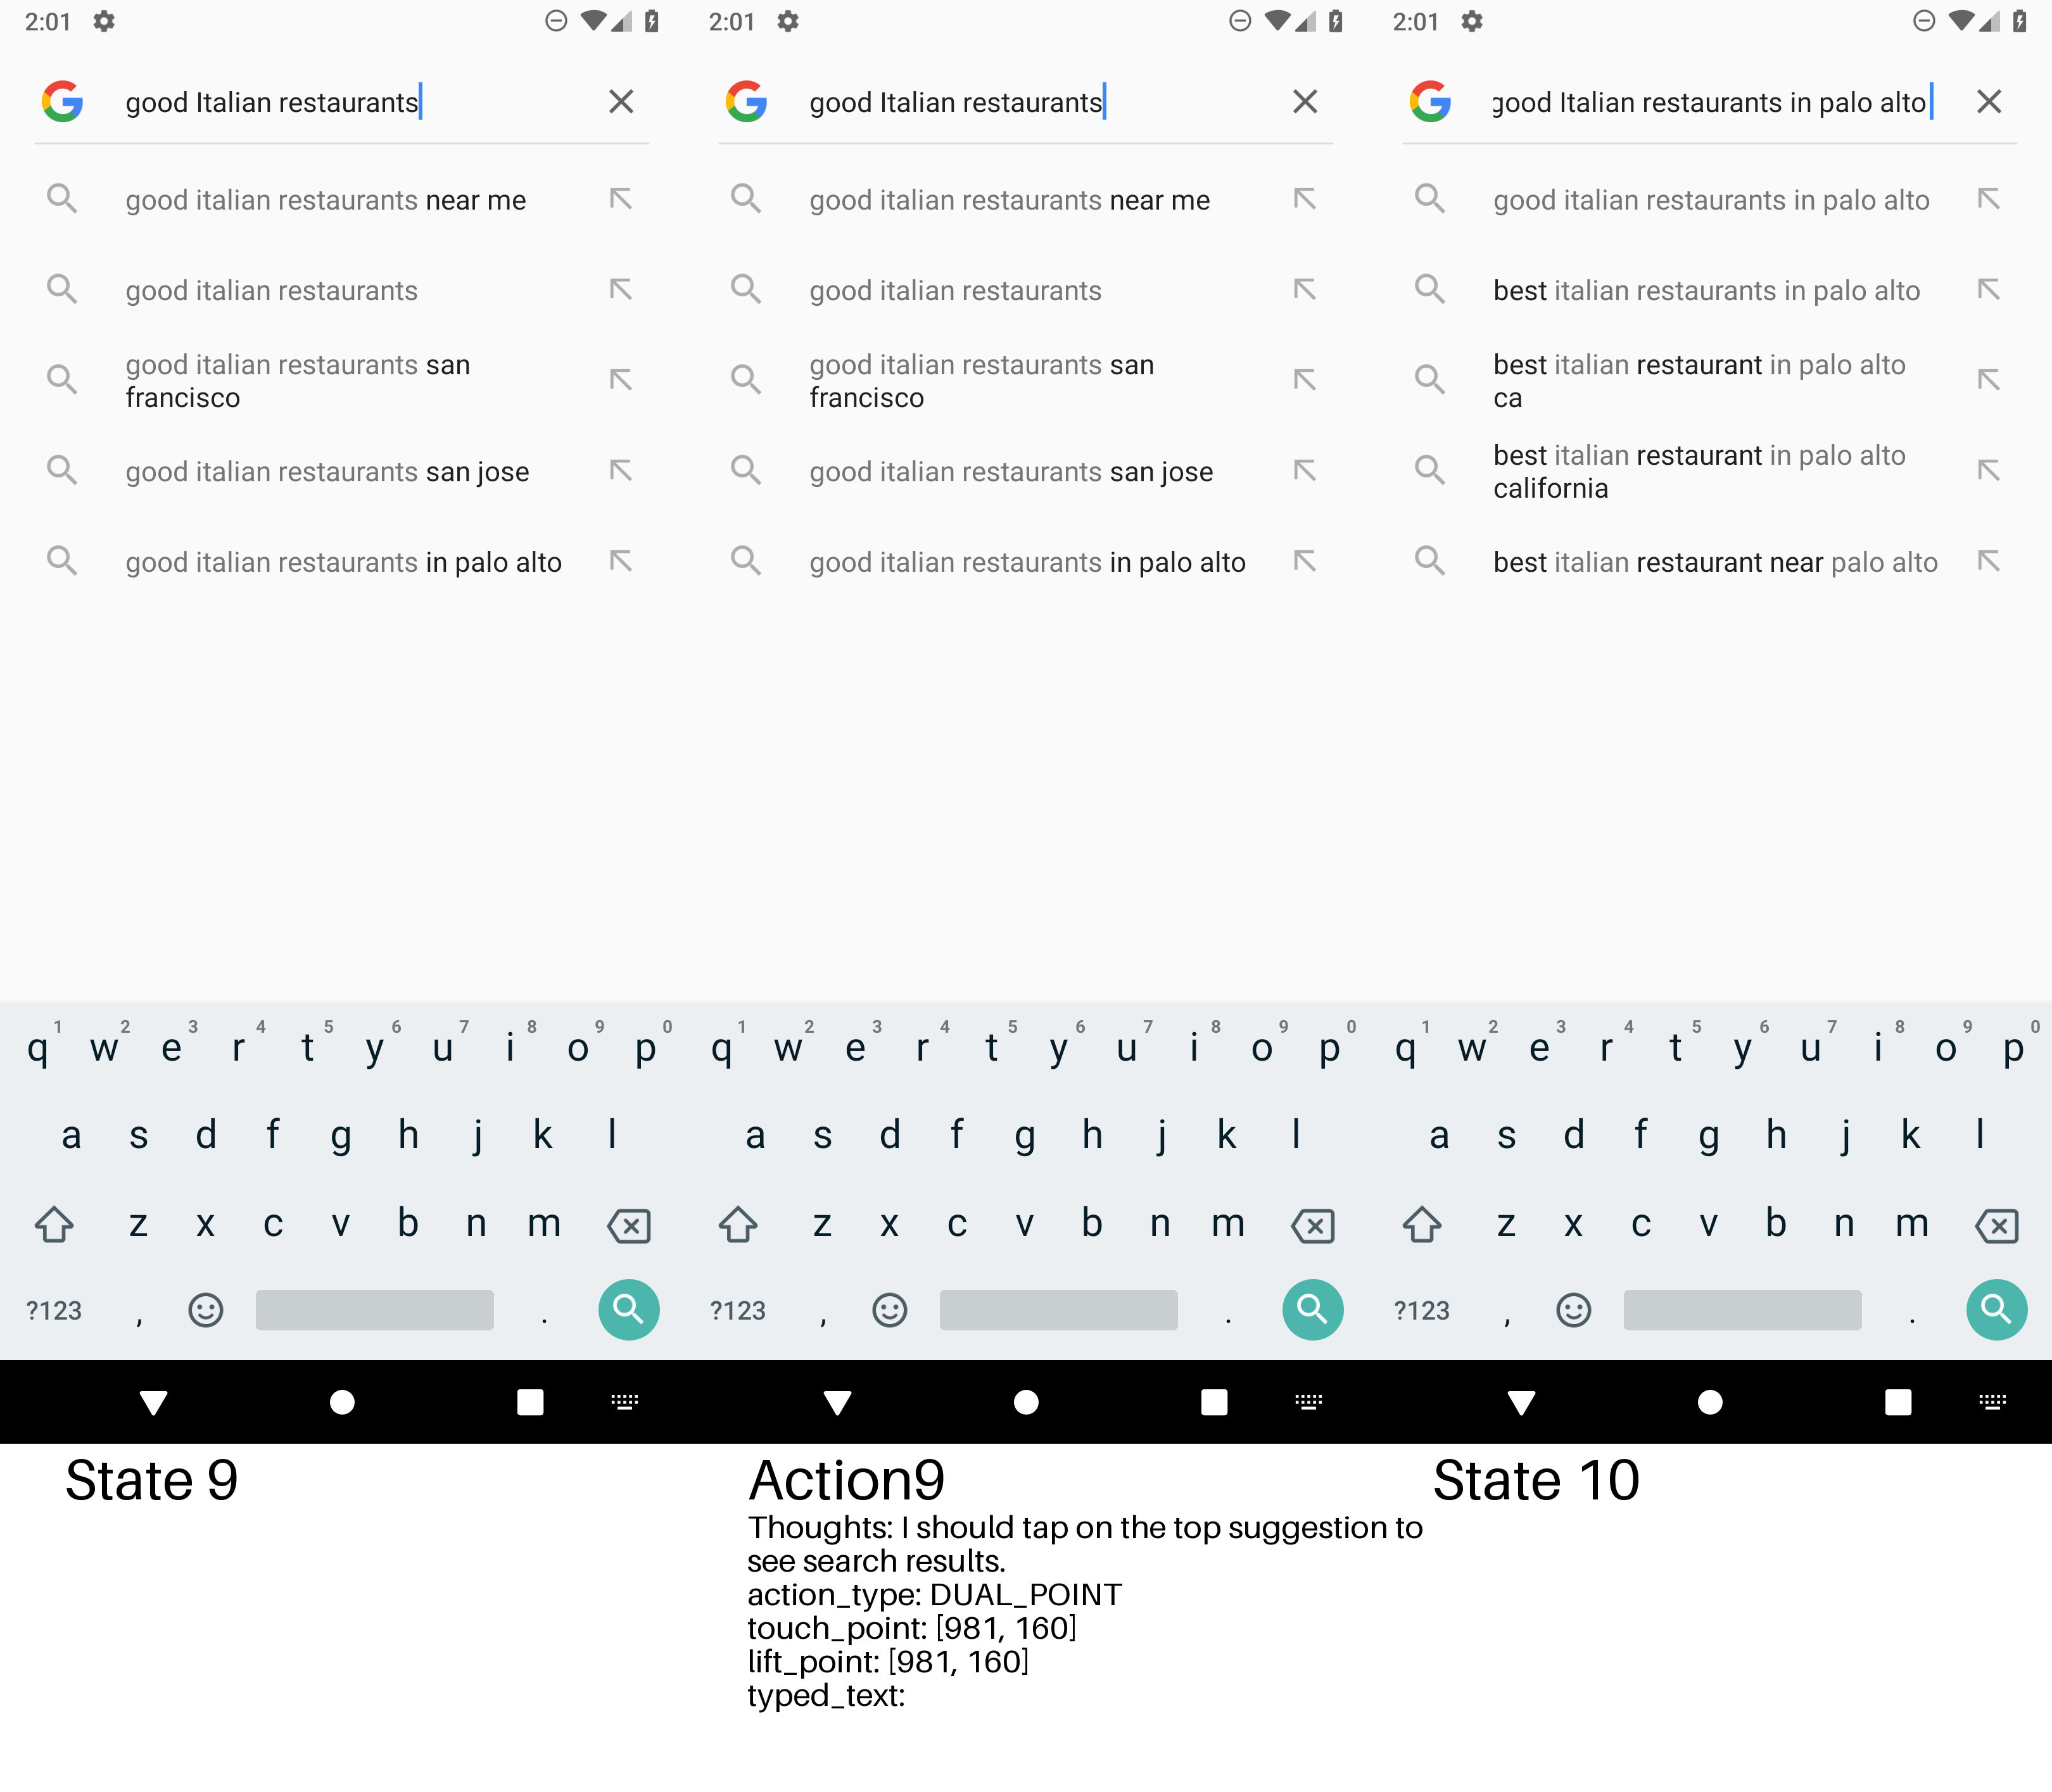 2:01
good Italian restaurants
good italian restaurants near me
good italian restaurants
good italian restaurants san
francisco
good italian restaurants san jose
good italian restaurants in palo alto
1 2 3 4 5 6 7 8 9 0
q w e r t y u i o p
a s d f g h j k l
z x c v b n m
?123 , .
State 9
2:01
good Italian restaurants
good italian restaurants near me
good italian restaurants
good italian restaurants san
francisco
good italian restaurants san jose
good italian restaurants in palo alto
1 2 3 4 5 6 7 8 9 0
q w e r t y u i o p
a s d f g h j k l
z x c v b n m
?123 , .
Action9
Thoughts: I should tap on the top suggestion to
see search results.
action_type: DUAL_POINT
touch_point: [981, 160]
lift_point: [981, 160]
typed_text:
2:01
good Italian restaurants in palo alto
good italian restaurants in palo alto
best italian restaurants in palo alto
best italian restaurant in palo alto
ca
best italian restaurant in palo alto
california
best italian restaurant near palo alto
1 2 3 4 5 6 7 8 9 0
q w e r t y u i o p
a s d f g h j k l
z x c v b n m
?123 , .
State 10